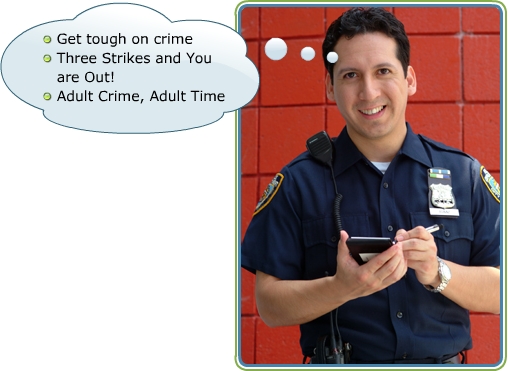 Get tough on crime
Three Strikes and You
are Out!
Adult Crime, Adult Time